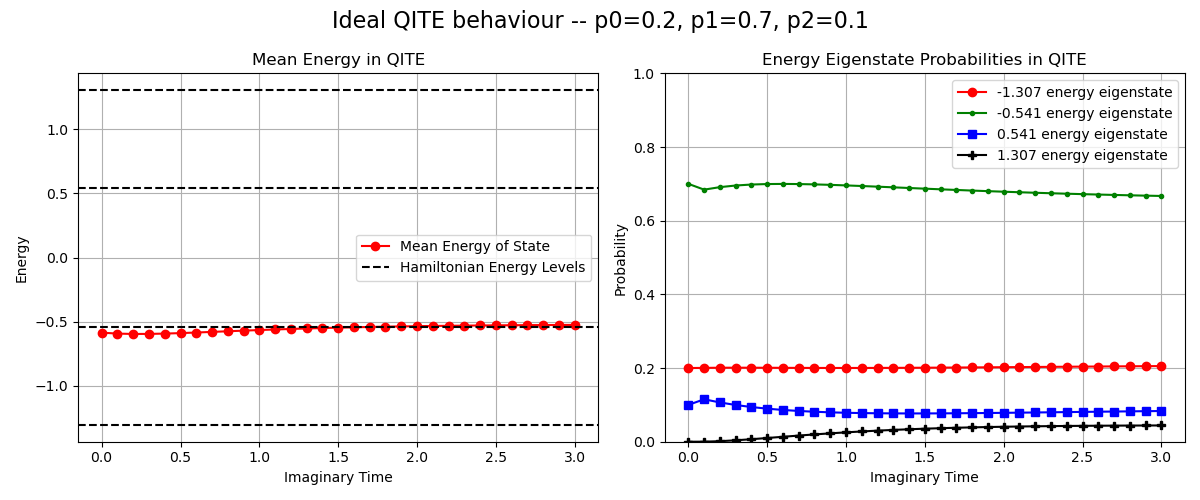 Ideal QITE behaviour -- p0=0.2, p1=0.7, p2=0.1
Mean Energy in QITE
Energy
1.0
0.5
0.0
−0.5
−1.0
Mean Energy of State
Hamiltonian Energy Levels
0.0 0.5 1.0 1.5 2.0 2.5 3.0
Imaginary Time
Energy Eigenstate Probabilities in QITE
Probability
1.0
0.8
0.6
0.4
0.2
0.0
-1.307 energy eigenstate
-0.541 energy eigenstate
0.541 energy eigenstate
1.307 energy eigenstate
0.0 0.5 1.0 1.5 2.0 2.5 3.0
Imaginary Time